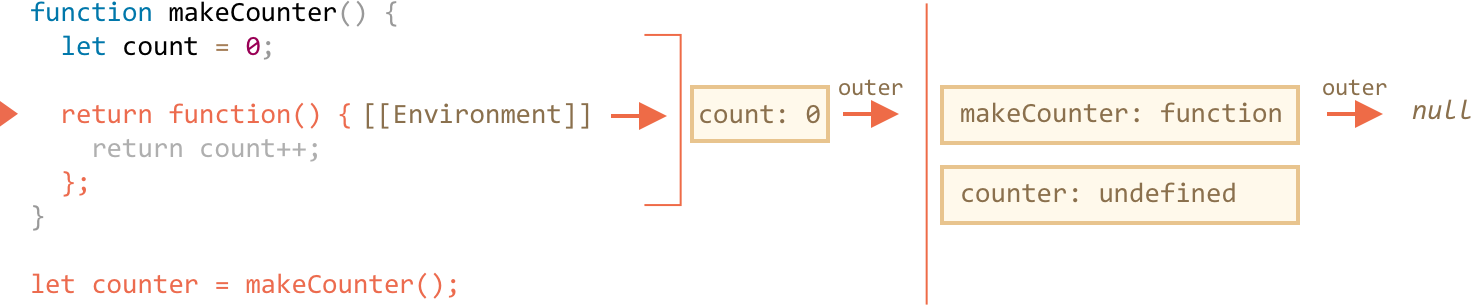 function makeCounter() {
let count = 0;
outer
outer
return function() { [[Environment]]
count: 0
makeCounter: function
null
return count++;
};
counter: undefined
}
let counter = makeCounter();